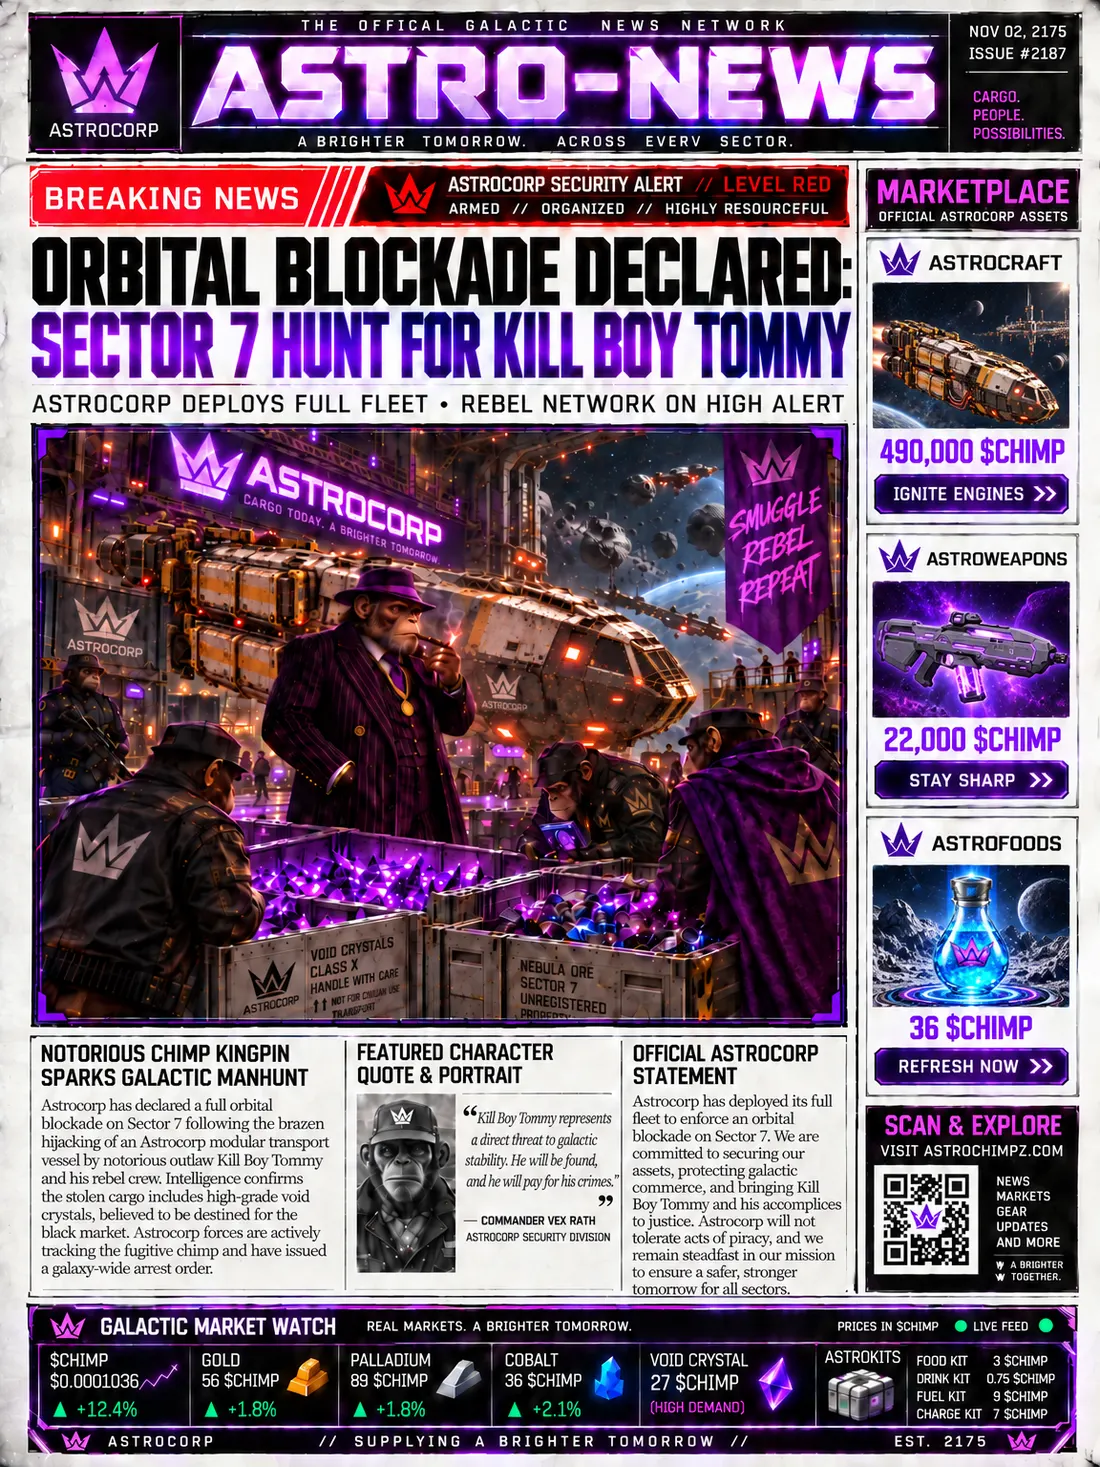 THE OFFICAL GALACTIC NEWS NETWORK
ASTROCORP
ASTRO-NEWS
A BRIGHTER TOMORROW. ACROSS EVERV SECTOR.
NOV 02, 2175
ISSUE #2187
CARGO.
PEOPLE.
POSSIBILITIES.
BREAKING NEWS
ASTROCORP SECURITY ALERT // LEVEL RED
ARMED // ORGANIZED // HIGHLY RESOURCEFUL
ORBITAL BLOCKADE DECLARED:
SECTOR 7 HUNT FOR KILL BOY TOMMY
ASTROCORP DEPLOYS FULL FLEET • REBEL NETWORK ON HIGH ALERT
ASTROCORP
CARGO TODAY. A BRIGHTER TOMORROW
SMUGGLE
REBEL
REPEAT
ASTROCORP
ASTROCORP
VOID CRYSTALS
CLASS X
HANDLE WITH CARE
NOT FOR CIVILIAN USE
TRANSPORT
ASTROCORP
NEBULA ORE
SECTOR 7
UNREGISTERED
PROPERTY
NOTORIOUS CHIMP KINGPIN
SPARKS GALACTIC MANHUNT
Astrocorp has declared a full orbital
blockade on Sector 7 following the brazen
hijacking of an Astrocorp modular transport
vessel by notorious outlaw Kill Boy Tommy
and his rebel crew. Intelligence confirms
the stolen cargo includes high-grade void
crystals, believed to be destined for the
black market. Astrocorp forces are actively
tracking the fugitive chimp and have issued
a galaxy-wide arrest order.
FEATURED CHARACTER
QUOTE & PORTRAIT
“Kill Boy Tommy represents
a direct threat to galactic
stability. He will be found,
and he will pay for his crimes.”
”
— COMMANDER VEX RATH
ASTROCORP SECURITY DIVISION
OFFICIAL ASTROCORP
STATEMENT
Astrocorp has deployed its full
fleet to enforce an orbital
blockade on Sector 7. We are
committed to securing our
assets, protecting galactic
commerce, and bringing Kill
Boy Tommy and his accomplices
to justice. Astrocorp will not
tolerate acts of piracy, and we
remain steadfast in our mission
to ensure a safer, stronger
tomorrow for all sectors.
MARKETPLACE
OFFICIAL ASTROCORP ASSETS
ASTROCRAFT
490,000 $CHIMP
IGNITE ENGINES >>
ASTROWEAPONS
22,000 $CHIMP
STAY SHARP >>
ASTROFOODS
36 $CHIMP
REFRESH NOW >>
SCAN & EXPLORE
VISIT ASTROCHIMPZ.COM
NEWS
MARKETS
GEAR
UPDATES
AND MORE
A BRIGHTER
TOGETHER.
GALACTIC MARKET WATCH
REAL MARKETS. A BRIGHTER TOMORROW.
PRICES IN $CHIMP
LIVE FEED
$CHIMP
$0.0001036
▲ +12.4%
GOLD
56 $CHIMP
▲ +1.8%
PALLADIUM
89 $CHIMP
▲ +1.8%
COBALT
36 $CHIMP
▲ +2.1%
VOID CRYSTAL
27 $CHIMP
(HIGH DEMAND)
ASTROKITS
FOOD KIT 3 $CHIMP
DRINK KIT 0.75 $CHIMP
FUEL KIT 9 $CHIMP
CHARGE KIT 7 $CHIMP
ASTROCORP
// SUPPLYING A BRIGHTER TOMORROW //
EST. 2175